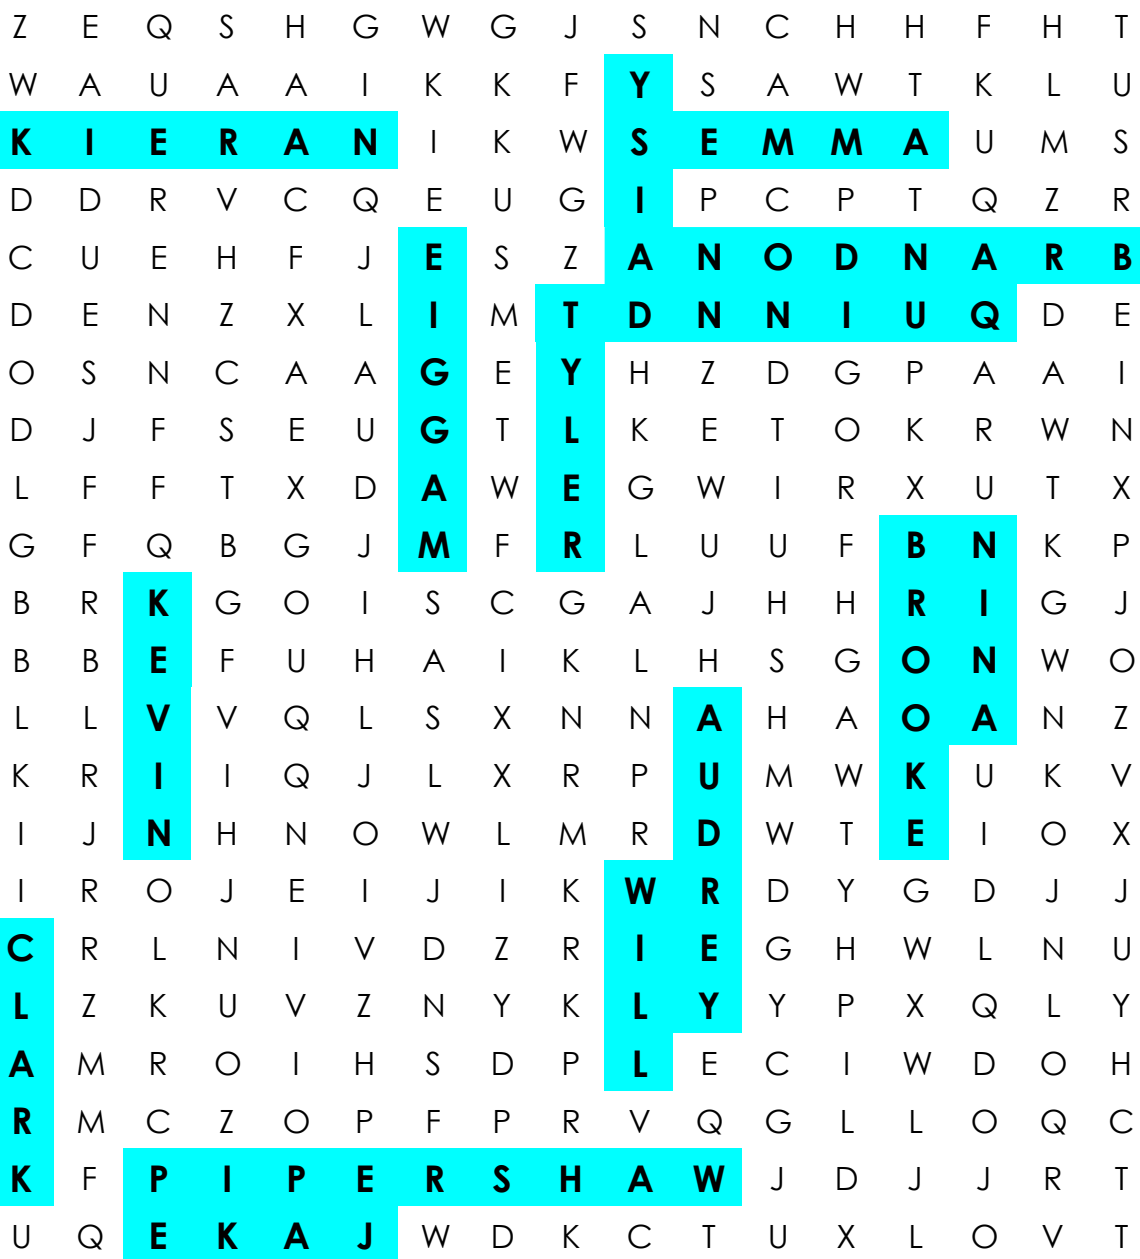 Z E Q S H G W G J S N C H H F H T
W A U A A I K K F Y S A W T K L U
K I E R A N I K W S E M M A U M S
D D R V C Q E U G I P C P T Q Z R
C U E H F J E S Z A N O D N A R B
D E N Z X L I M T D N N I U Q D E
O S N C A A G E Y H Z D G P A A I
D J F S E U G T L K E T O K R W N
L F F T X D A W E G W I R X U T X
G F Q B G J M F R L U U F B N K P
B R K G O I S C G A J H H R I G J
B B E F U H A I K L H S G O N W O
L L V V Q L S X N N A H A O A N Z
K R I I Q J L X R P U M W K U K V
I J N H N O W L M R D W T E I O X
I R O J E I J I K W R D Y G D J J
C R L N I V D Z R I E G H W L N U
L Z K U V Z N Y K L Y Y P X Q L Y
A M R O I H S D P L E C I W D O H
R M C Z O P F P R V Q G L L O Q C
K F P I P E R S H A W J D J J R T
U Q E K A J W D K C T U X L O V T